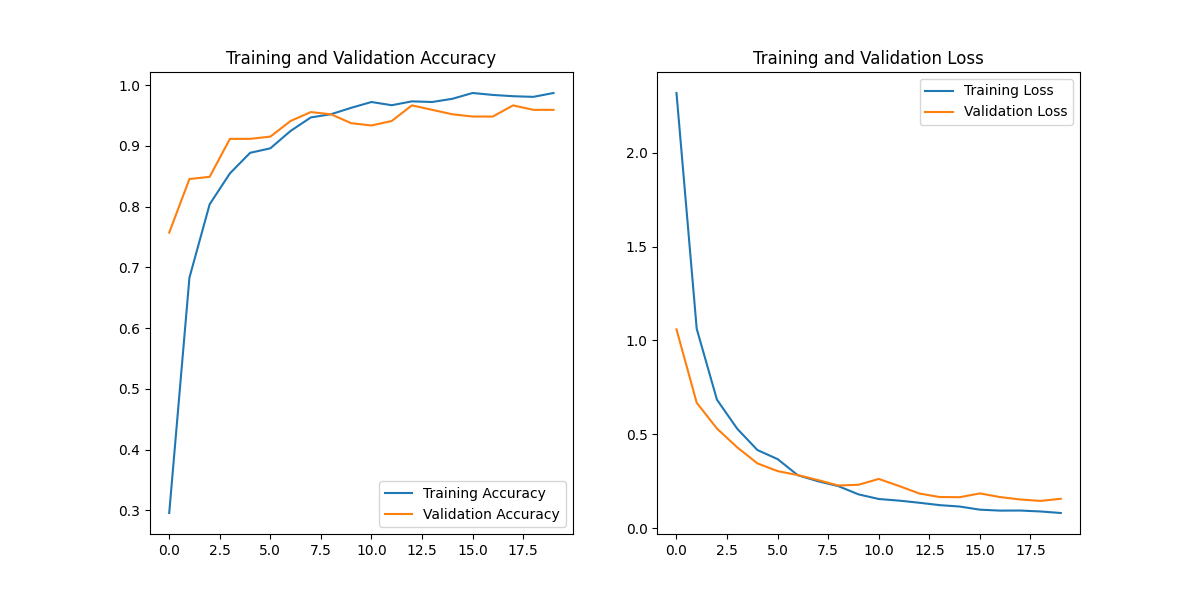 Training and Validation Accuracy
1.0
0.9
0.8
0.7
0.6
0.5
0.4
0.3
Training Accuracy
Validation Accuracy
0.0 2.5 5.0 7.5 10.0 12.5 15.0 17.5
Training and Validation Loss
Training Loss
Validation Loss
2.0
1.5
1.0
0.5
0.0
0.0 2.5 5.0 7.5 10.0 12.5 15.0 17.5